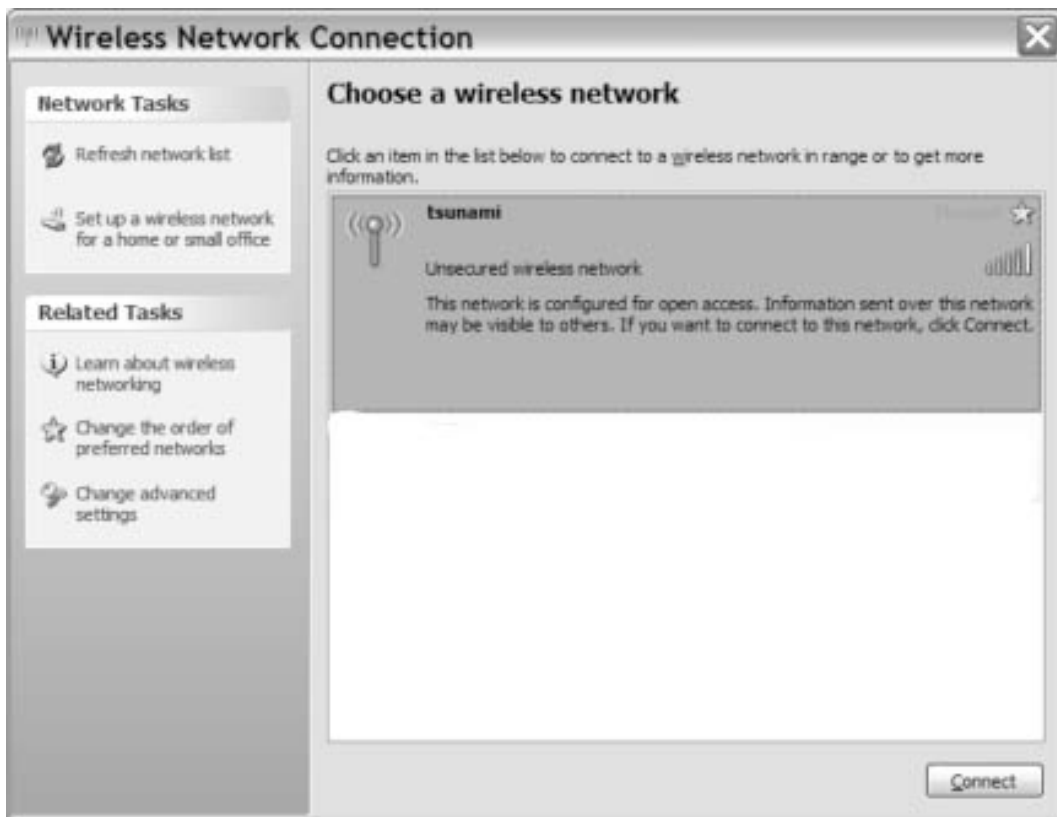 Wireless Network Connection
Network Tasks
Refresh network list
Set up a wireless network
for a home or small office
Related Tasks
Learn about wireless
networking
Change the order of
preferred networks
Change advanced
settings
Choose a wireless network
Click an item in the list below to connect to a wireless network in range or to get more
information.
tsunami
Unsecured wireless network
This network is configured for open access. Information sent over this network
may be visible to others. If you want to connect to this network, click Connect.
Connect